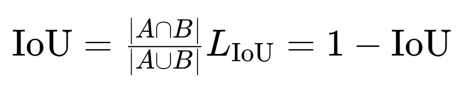 IoU = |A∩B| / |A∪B| L_IoU = 1 − IoU